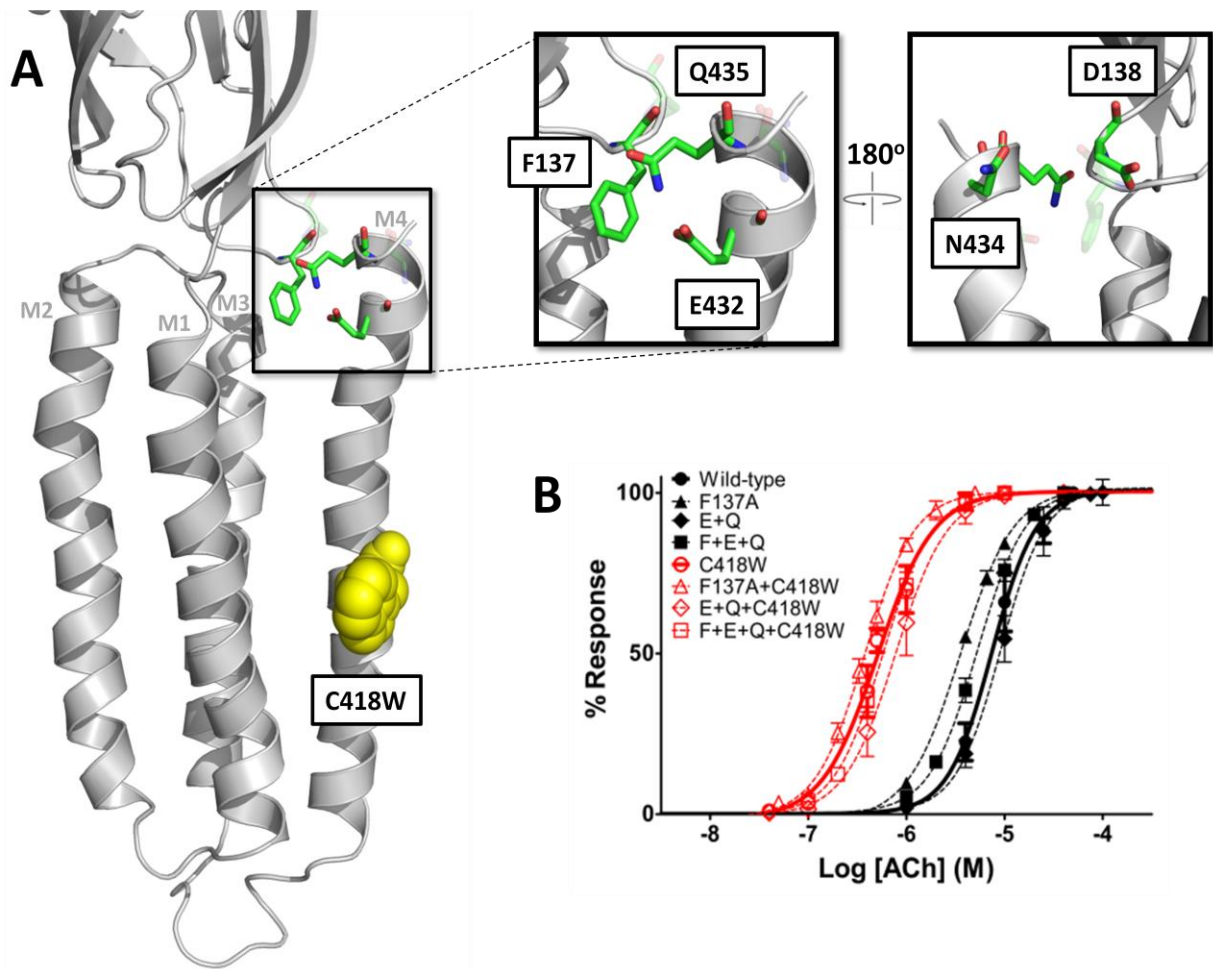 A
Q435
F137
E432
180°
D138
N434
M4
M2
M1
M3
C418W
B
Wild-type
F137A
E+Q
F+E+Q
C418W
F137A+C418W
E+Q+C418W
F+E+Q+C418W
% Response
100
50
0
-8 -7 -6 -5 -4
Log [ACh] (M)